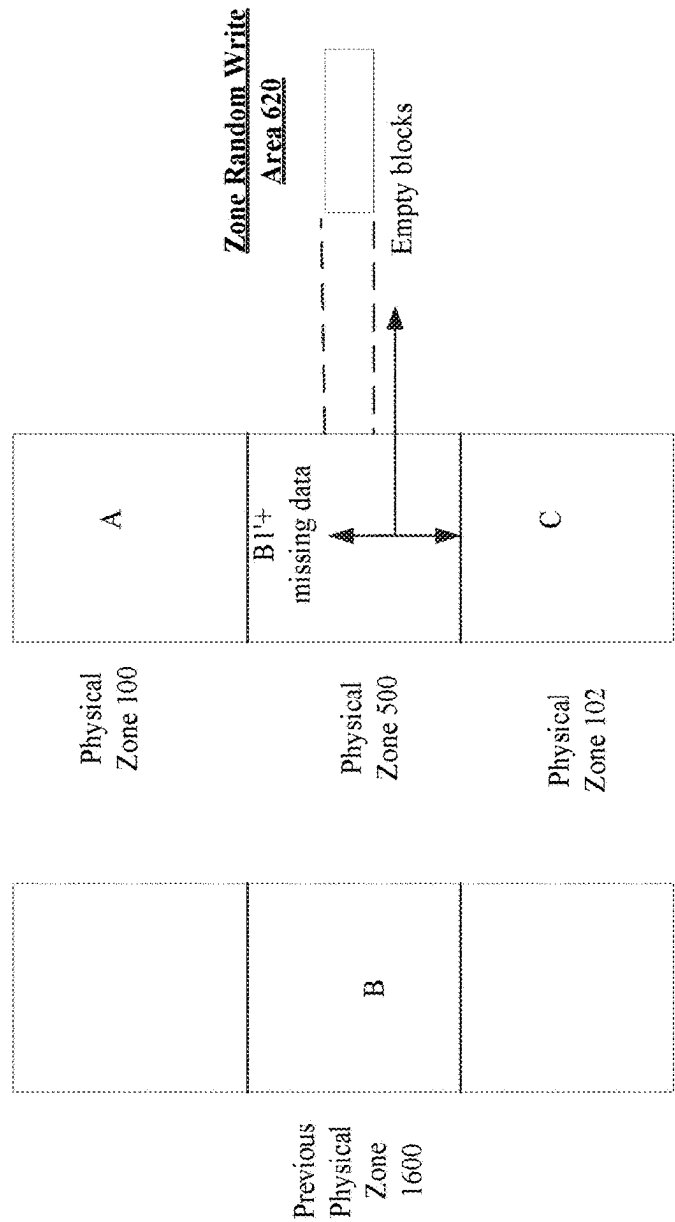 Zone Random Write
Area 620
A
B1'+
missing data
C
Empty blocks
Physical
Zone 100
Physical
Zone 500
Physical
Zone 102
B
Previous
Physical
Zone
1600